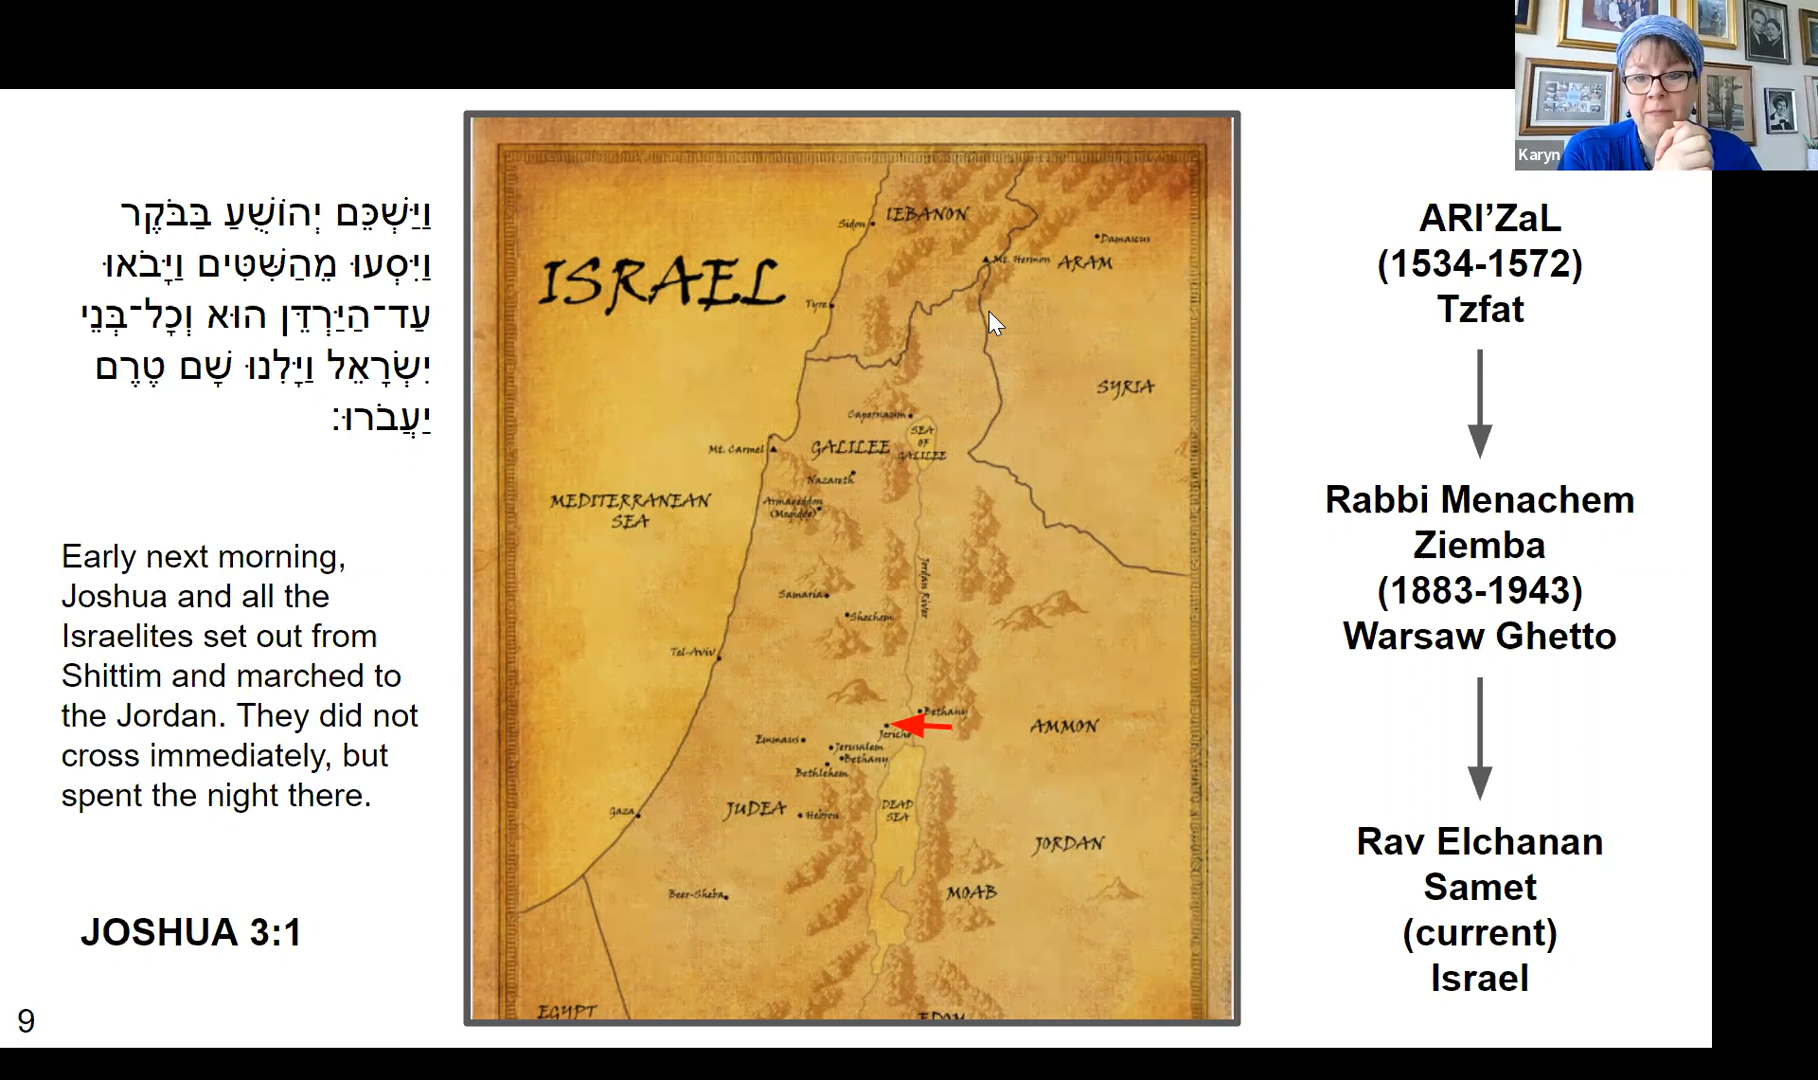 וַיַּשְׁכֵּם יְהוֹשֻׁעַ בַּבֹּקֶר
וַיִּסְעוּ מֵהַשִּׁטִּים וַיָּבֹאוּ
עַד־הַיַּרְדֵּן הוּא וְכָל־בְּנֵי
יִשְׂרָאֵל וַיָּלִנוּ שָׁם טֶרֶם
יַעֲבֹרוּ׃
Early next morning,
Joshua and all the
Israelites set out from
Shittim and marched to
the Jordan. They did not
cross immediately, but
spent the night there.
JOSHUA 3:1
9
ISRAEL
LEBANON
Sidon
Damascus
Mt. Hermon
ARAM
Tyre
SYRIA
Capernaum
SEA
OF
GALILEE
Mt. Carmel
GALILEE
Nazareth
MEDITERRANEAN
SEA
Armageddon
(Megiddo)
Jordan River
Samaria
Shechem
Tel-Aviv
Bethany
Jericho
AMMON
Emmaus
Jerusalem
Bethany
Bethlehem
JUDEA
Hebron
Gaza
DEAD
SEA
JORDAN
Beer-Sheba
MOAB
EGYPT
EDOM
Karyn
ARI’ZaL
(1534-1572)
Tzfat
Rabbi Menachem
Ziemba
(1883-1943)
Warsaw Ghetto
Rav Elchanan
Samet
(current)
Israel